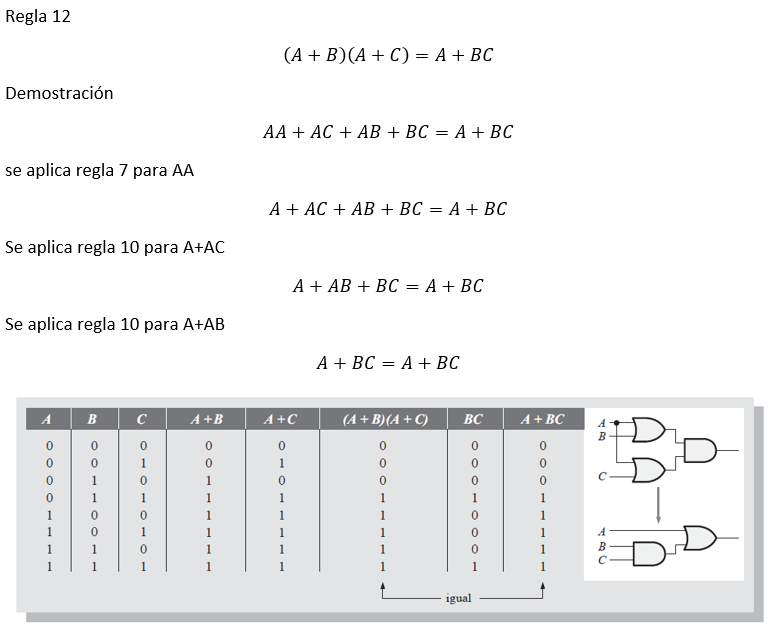 Regla 12
(A + B)(A + C) = A + BC
Demostración
AA + AC + AB + BC = A + BC
se aplica regla 7 para AA
A + AC + AB + BC = A + BC
Se aplica regla 10 para A+AC
A + AB + BC = A + BC
Se aplica regla 10 para A+AB
A + BC = A + BC
A B C A + B A + C (A + B)(A + C) BC A + BC
0 0 0 0 0 0 0 0
0 0 1 0 1 0 0 0
0 1 0 1 0 0 0 0
0 1 1 1 1 1 1 1
1 0 0 1 1 1 0 1
1 0 1 1 1 1 0 1
1 1 0 1 1 1 0 1
1 1 1 1 1 1 1 1
igual
A
B
C
A
B
C